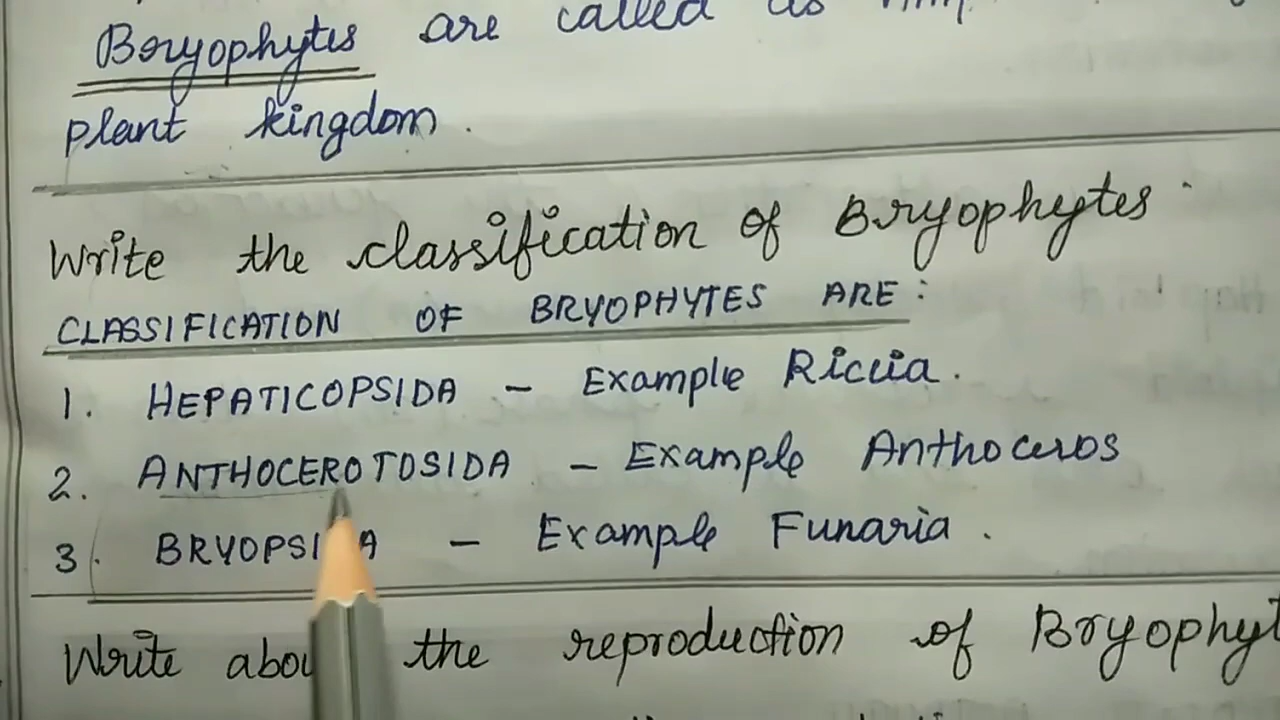 Bryophytes are called as
plant kingdom.
Write the classification of Bryophytes.
CLASSIFICATION OF BRYOPHYTES ARE:
1. HEPATICOPSIDA - Example Riccia.
2. ANTHOCEROTOSIDA - Example Anthoceros
3. BRYOPSI A - Example Funaria.
Write abou the reproduction of Bryophyt